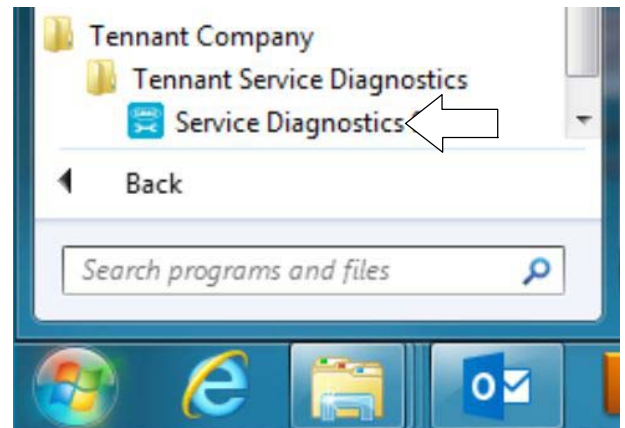 Tennant Company
Tennant Service Diagnostics
Service Diagnostics
Back
Search programs and files